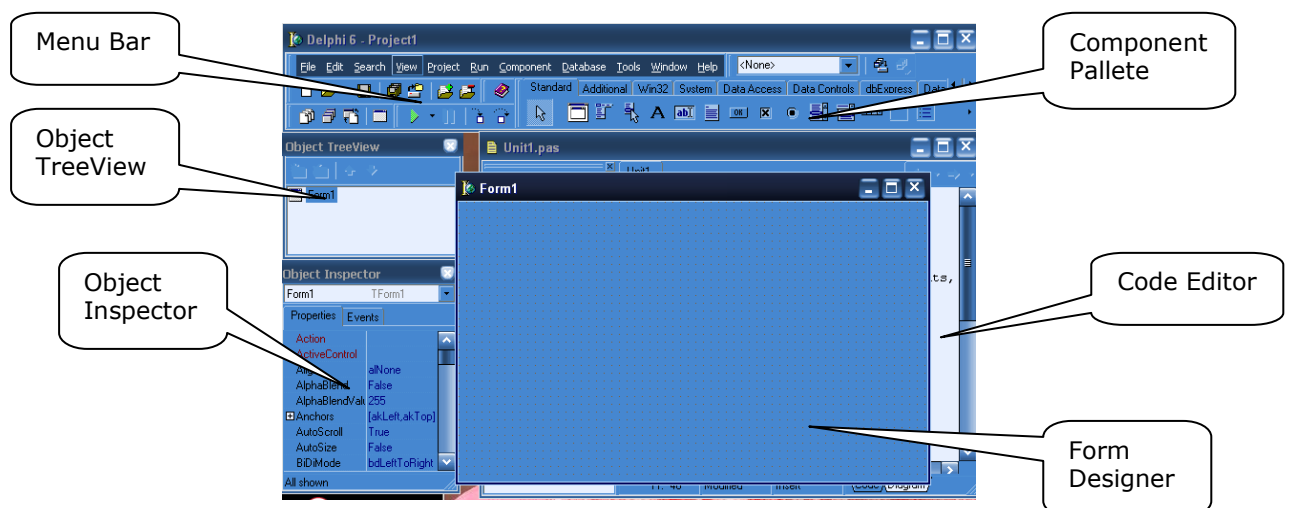 Menu Bar
Component
Pallete
Object
TreeView
Object
Inspector
Code Editor
Form
Designer
Delphi 6 - Project1
File Edit Search View Project Run Component Database Tools Window Help <None>
Standard Additional Win32 System Data Access Data Controls dbExpress
Object TreeView
Unit1.pas
Unit1
Form1
Form1
Object Inspector
Form1 TForm1
Properties Events
Action
ActiveControl
alNone
AlphaBlend False
255
Anchors [akLeft,akTop]
AutoScroll True
AutoSize False
BiDiMode bdLeftToRight
All shown
Modified Insert Code Diagram